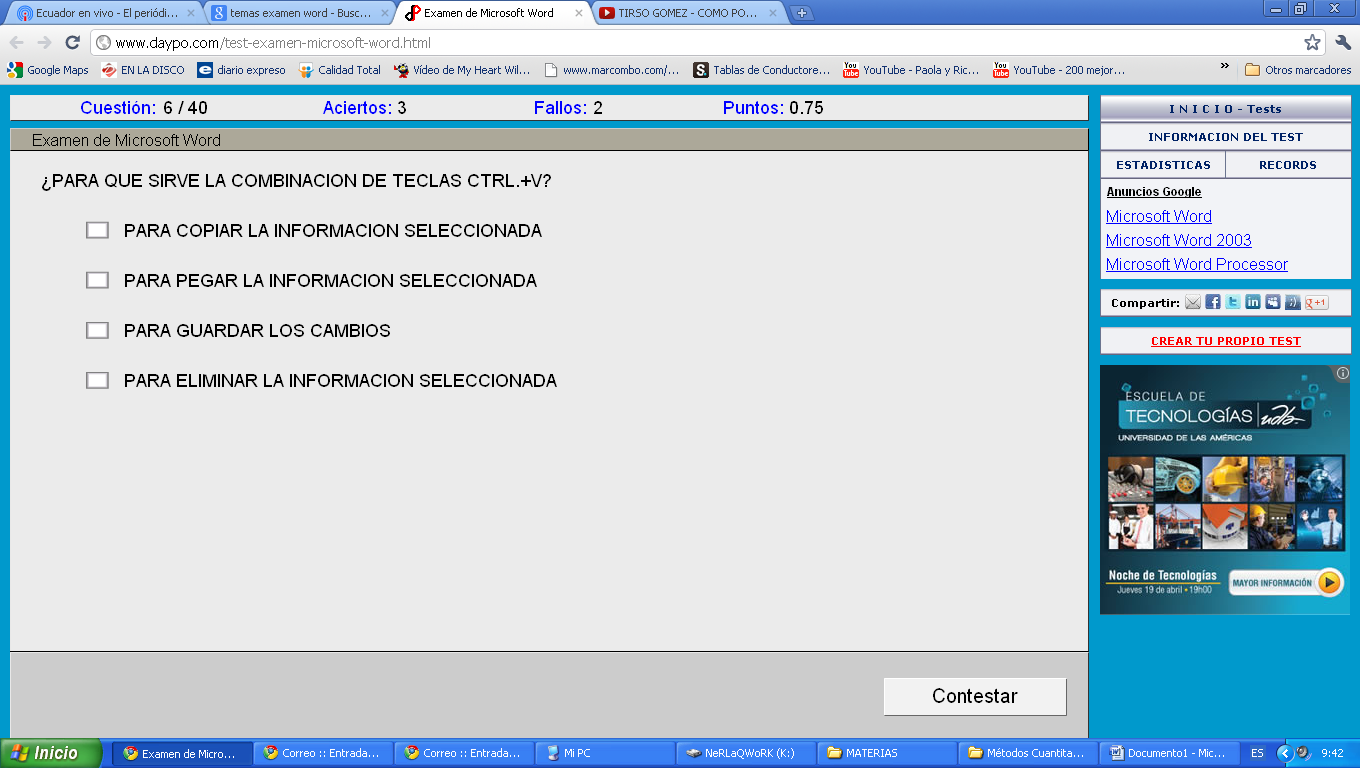 Ecuador en vivo - El periódi...
temas examen word - Busc...
Examen de Microsoft Word
TIRSO GOMEZ - COMO PO...
www.daypo.com/test-examen-microsoft-word.html
Google Maps
EN LA DISCO
diario expreso
Calidad Total
Vídeo de My Heart Wil...
www.marcombo.com/...
Tablas de Conductore...
YouTube - Paola y Ric...
YouTube - 200 mejor...
»
Otros marcadores
Cuestión: 6 / 40
Aciertos: 3
Fallos: 2
Puntos: 0.75
Examen de Microsoft Word
¿PARA QUE SIRVE LA COMBINACION DE TECLAS CTRL.+V?
PARA COPIAR LA INFORMACION SELECCIONADA
PARA PEGAR LA INFORMACION SELECCIONADA
PARA GUARDAR LOS CAMBIOS
PARA ELIMINAR LA INFORMACION SELECCIONADA
Contestar
I N I C I O - Tests
INFORMACION DEL TEST
ESTADISTICAS
RECORDS
Anuncios Google
Microsoft Word
Microsoft Word 2003
Microsoft Word Processor
Compartir:
CREAR TU PROPIO TEST
ESCUELA DE
TECNOLOGÍAS udla
UNIVERSIDAD DE LAS AMÉRICAS
Noche de Tecnologías
Jueves 19 de abril • 19h00
MAYOR INFORMACIÓN
Inicio
Examen de Micro...
Correo :: Entrada...
Correo :: Entrada...
Mi PC
NeRLaQWoRK (K:)
MATERIAS
Métodos Cuantita...
Documento1 - Mic...
ES
9:42